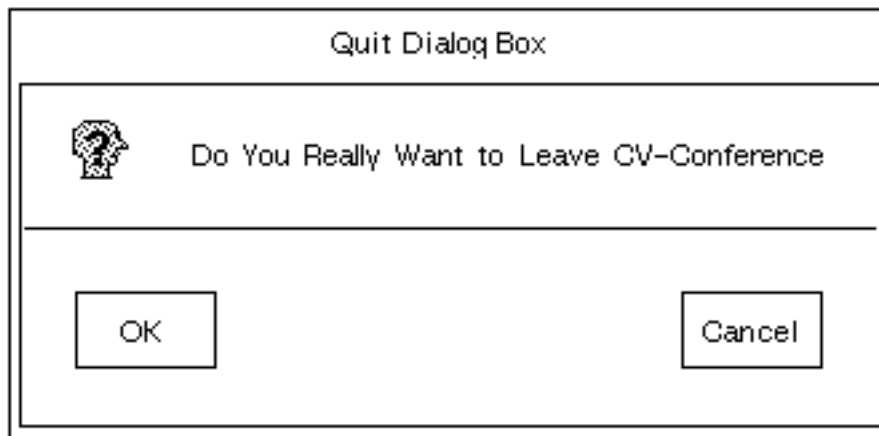 Quit Dialog Box
?
Do You Really Want to Leave CV-Conference
OK
Cancel